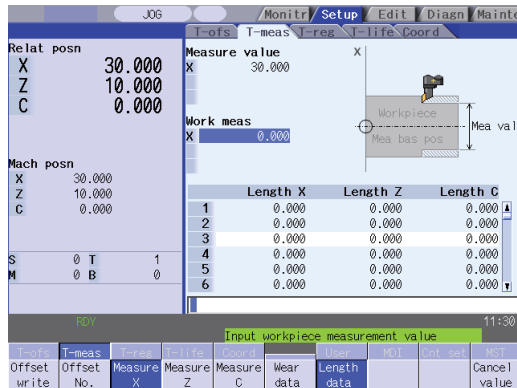 JOG Monitr Setup Edit Diagn Mainte
T-ofs T-meas T-reg T-life Coord
Relat posn
X 30.000
Z 10.000
C 0.000
Mach posn
X 30.000
Z 10.000
C 0.000
S 0 T 1
M 0 B 0
Measure value
X 30.000
Work meas
X 0.000
X
Workpiece
Mea bas pos
Mea val
Length X Length Z Length C
1 0.000 0.000 0.000
2 0.000 0.000 0.000
3 0.000 0.000 0.000
4 0.000 0.000 0.000
5 0.000 0.000 0.000
6 0.000 0.000 0.000
RDY 11:30
Input workpiece measurement value
T-ofs T-meas T-reg T-life Coord User MDI Cnt set MST
Offset write
Offset No.
Measure X
Measure Z
Measure C
Wear data
Length data
Cancel value